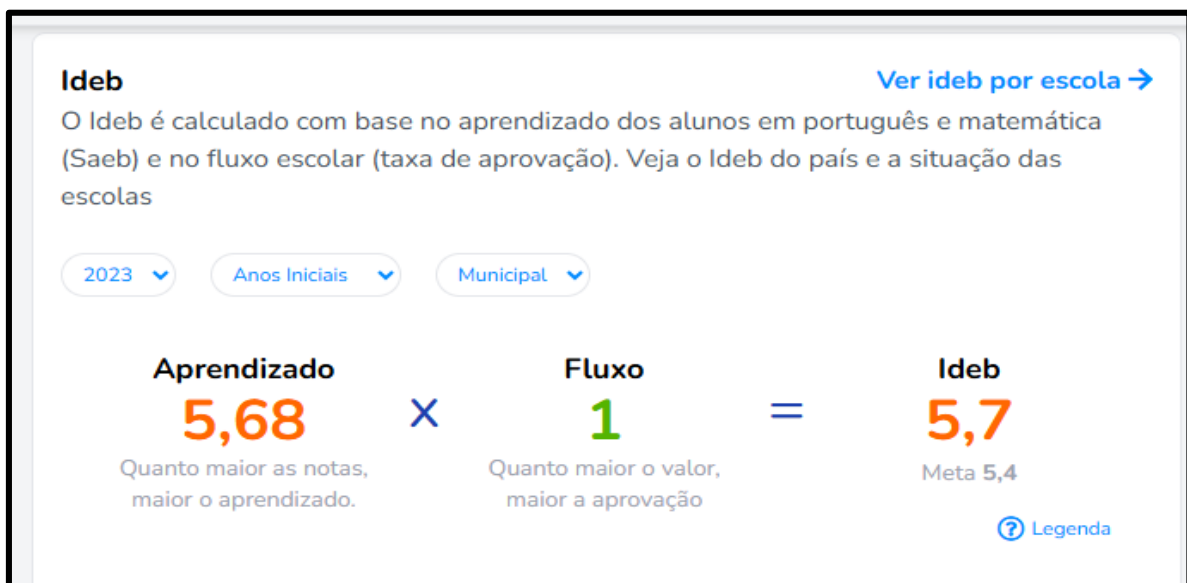 Ideb
Ver ideb por escola →
O Ideb é calculado com base no aprendizado dos alunos em português e matemática
(Saeb) e no fluxo escolar (taxa de aprovação). Veja o Ideb do país e a situação das
escolas
2023
Anos Iniciais
Municipal
Aprendizado
Fluxo
Ideb
5,68 x 1 = 5,7
Quanto maior as notas,
maior o aprendizado.
Quanto maior o valor,
maior a aprovação
Meta 5,4
? Legenda